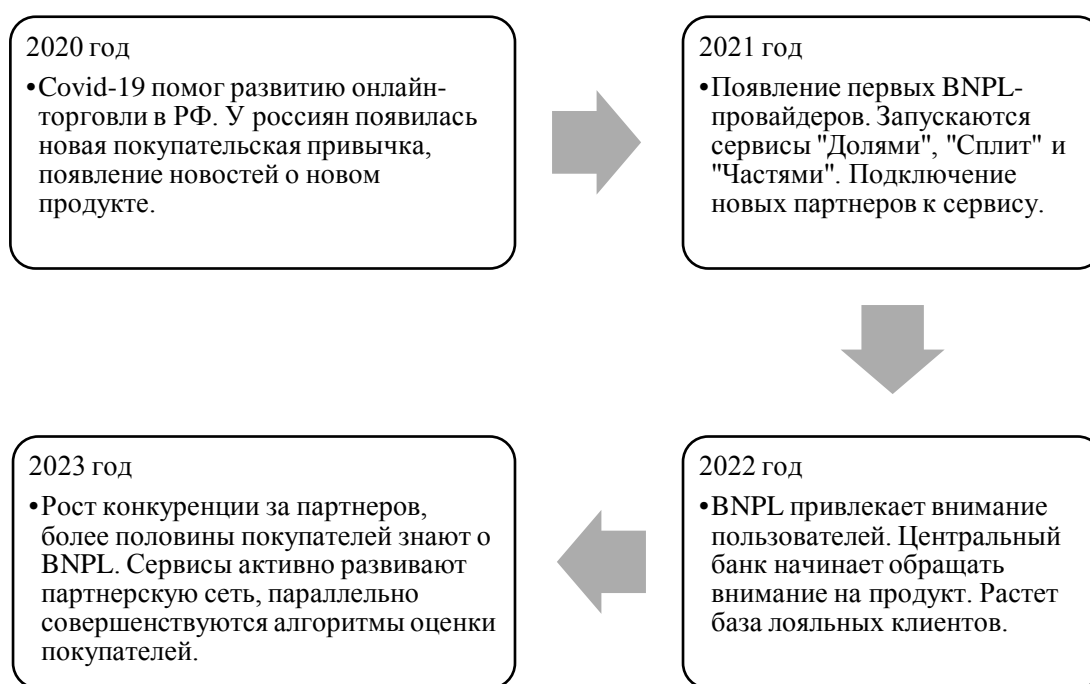 2020 год
•Covid-19 помог развитию онлайн-
торговли в РФ. У россиян появилась
новая покупательская привычка,
появление новостей о новом
продукте.
2021 год
•Появление первых BNPL-
провайдеров. Запускаются
сервисы "Долями", "Сплит" и
"Частями". Подключение
новых партнеров к сервису.
2022 год
•BNPL привлекает внимание
пользователей. Центральный
банк начинает обращать
внимание на продукт. Растет
база лояльных клиентов.
2023 год
•Рост конкуренции за партнеров,
более половины покупателей знают о
BNPL. Сервисы активно развивают
партнерскую сеть, параллельно
совершенствуются алгоритмы оценки
покупателей.